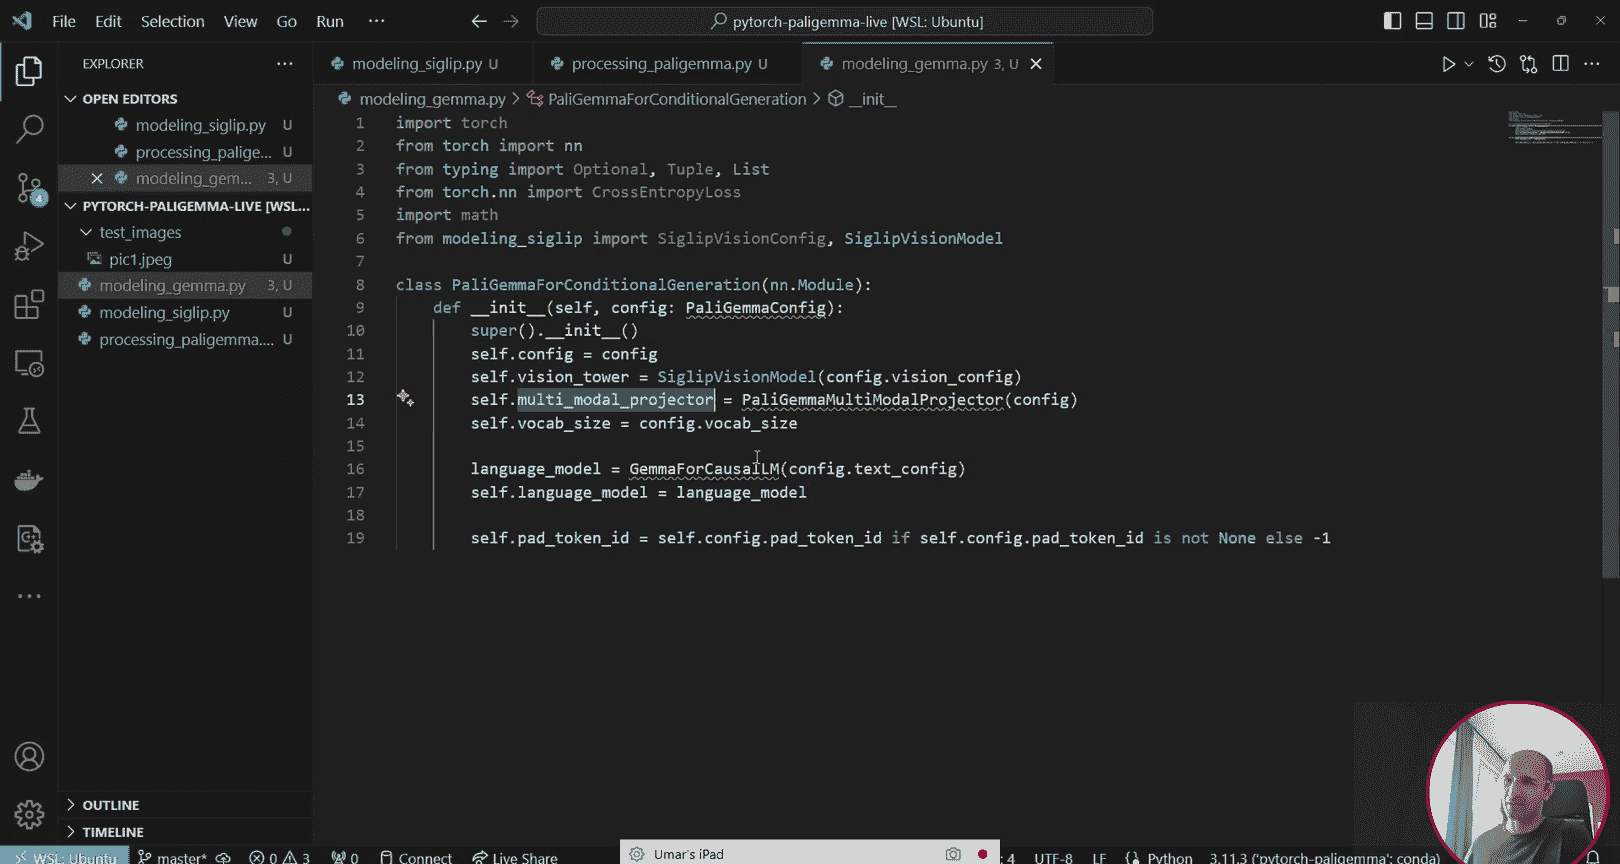 File Edit Selection View Go Run ··· pytorch-paligemma-live [WSL: Ubuntu]
EXPLORER
OPEN EDITORS
modeling_siglip.py U
processing_palige... U
modeling_gem... 3, U
PYTORCH-PALIGEMMA-LIVE [WSL...
test_images
pic1.jpeg U
modeling_gemma.py 3, U
modeling_siglip.py U
processing_paligemma.... U
OUTLINE
TIMELINE
4
modeling_siglip.py U processing_paligemma.py U modeling_gemma.py 3, U
modeling_gemma.py > PaliGemmaForConditionalGeneration > __init__
1 import torch
2 from torch import nn
3 from typing import Optional, Tuple, List
4 from torch.nn import CrossEntropyLoss
5 import math
6 from modeling_siglip import SiglipVisionConfig, SiglipVisionModel
7
8 class PaliGemmaForConditionalGeneration(nn.Module):
9 def __init__(self, config: PaliGemmaConfig):
10 super().__init__()
11 self.config = config
12 self.vision_tower = SiglipVisionModel(config.vision_config)
13 self.multi_modal_projector = PaliGemmaMultiModalProjector(config)
14 self.vocab_size = config.vocab_size
15
16 language_model = GemmaForCausalLM(config.text_config)
17 self.language_model = language_model
18
19 self.pad_token_id = self.config.pad_token_id if self.config.pad_token_id is not None else -1
WSL: Ubuntu master* 0 3 0 Connect Live Share Umar's iPad : 4 UTF-8 LF Python 3.11.3 ('pytorch-paligemma': conda)